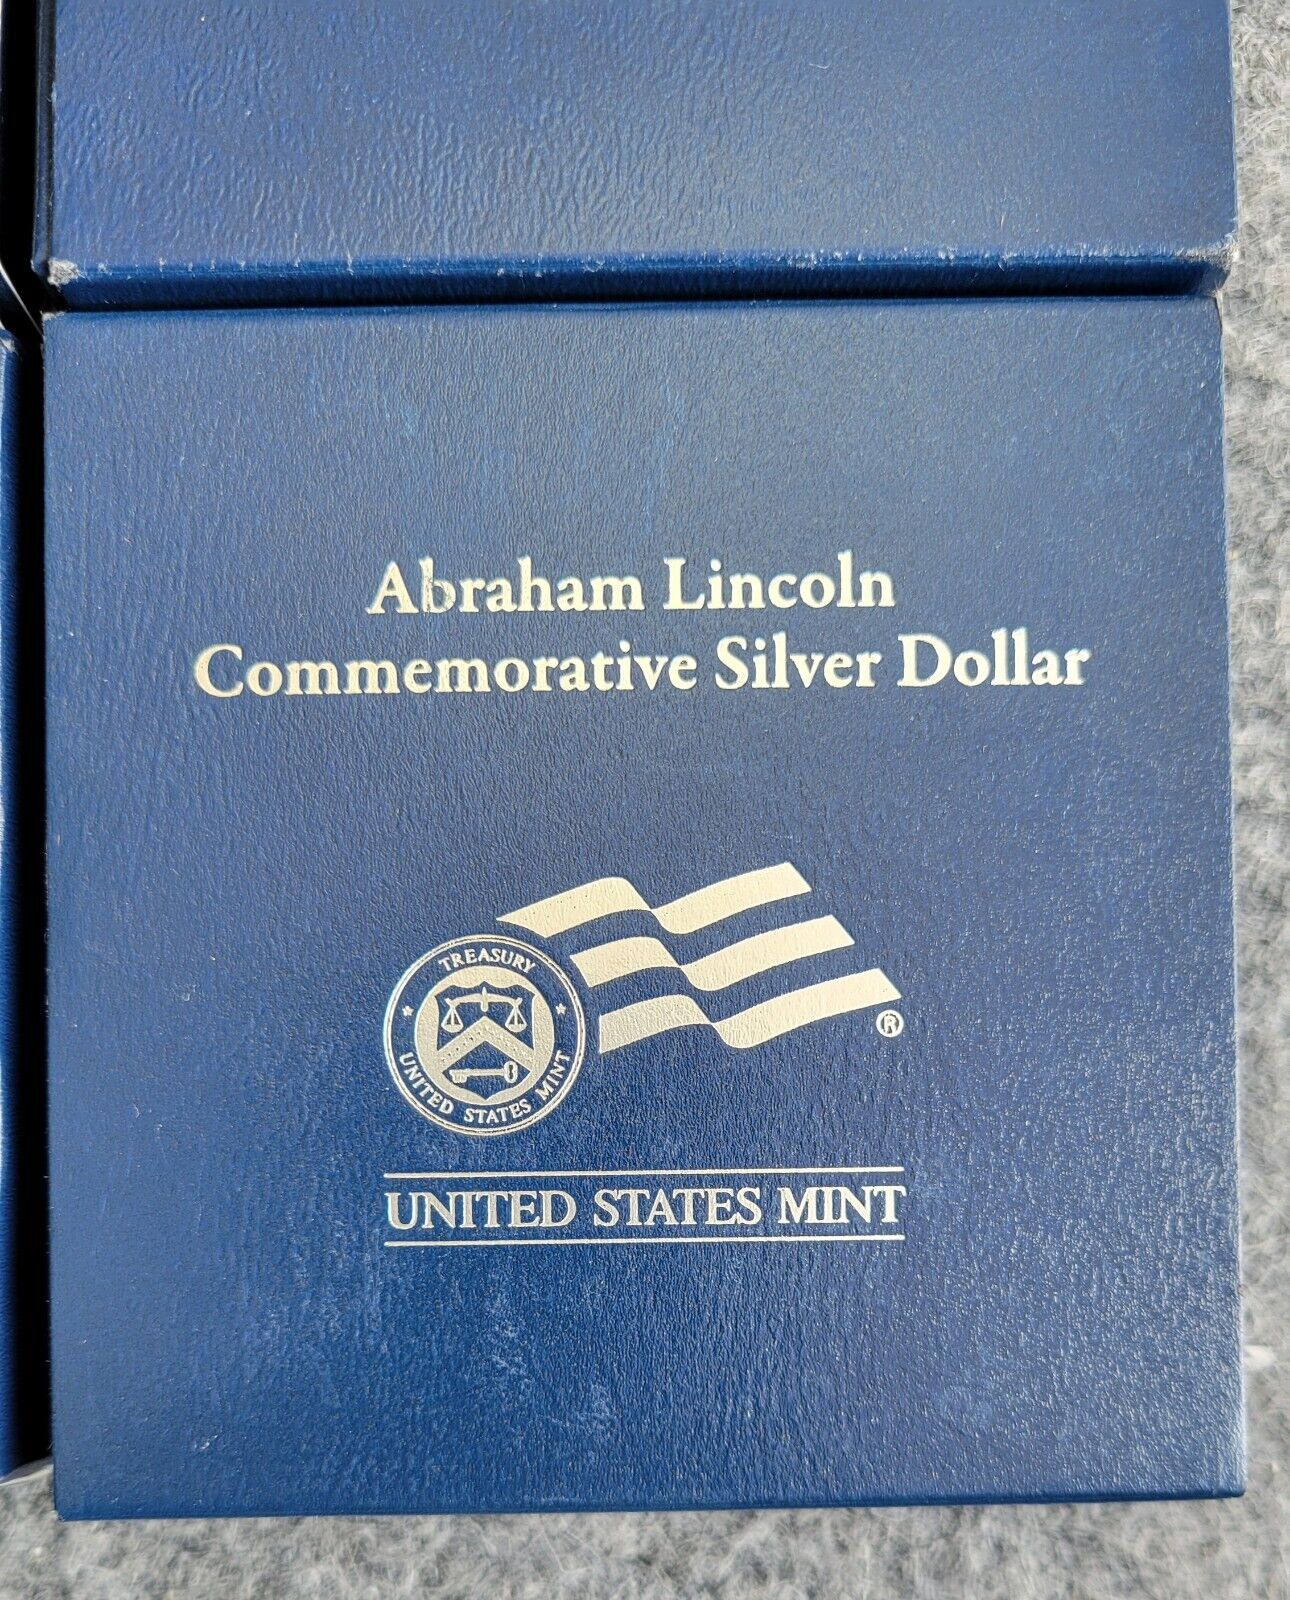 Abraham Lincoln
Commemorative Silver Dollar
TREASURY
UNITED STATES MINT
®
UNITED STATES MINT